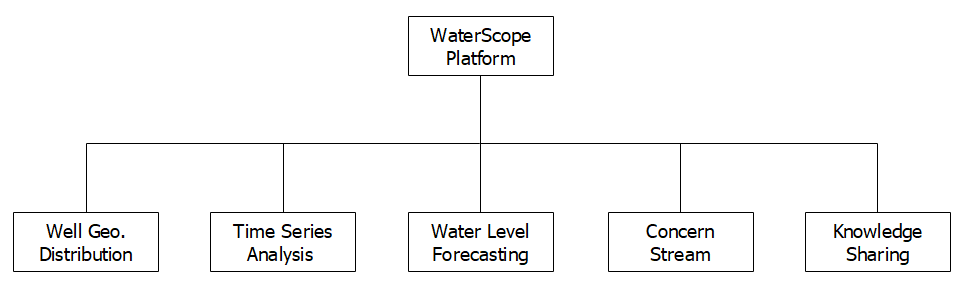 WaterScope
Platform
Well Geo.
Distribution
Time Series
Analysis
Water Level
Forecasting
Concern
Stream
Knowledge
Sharing